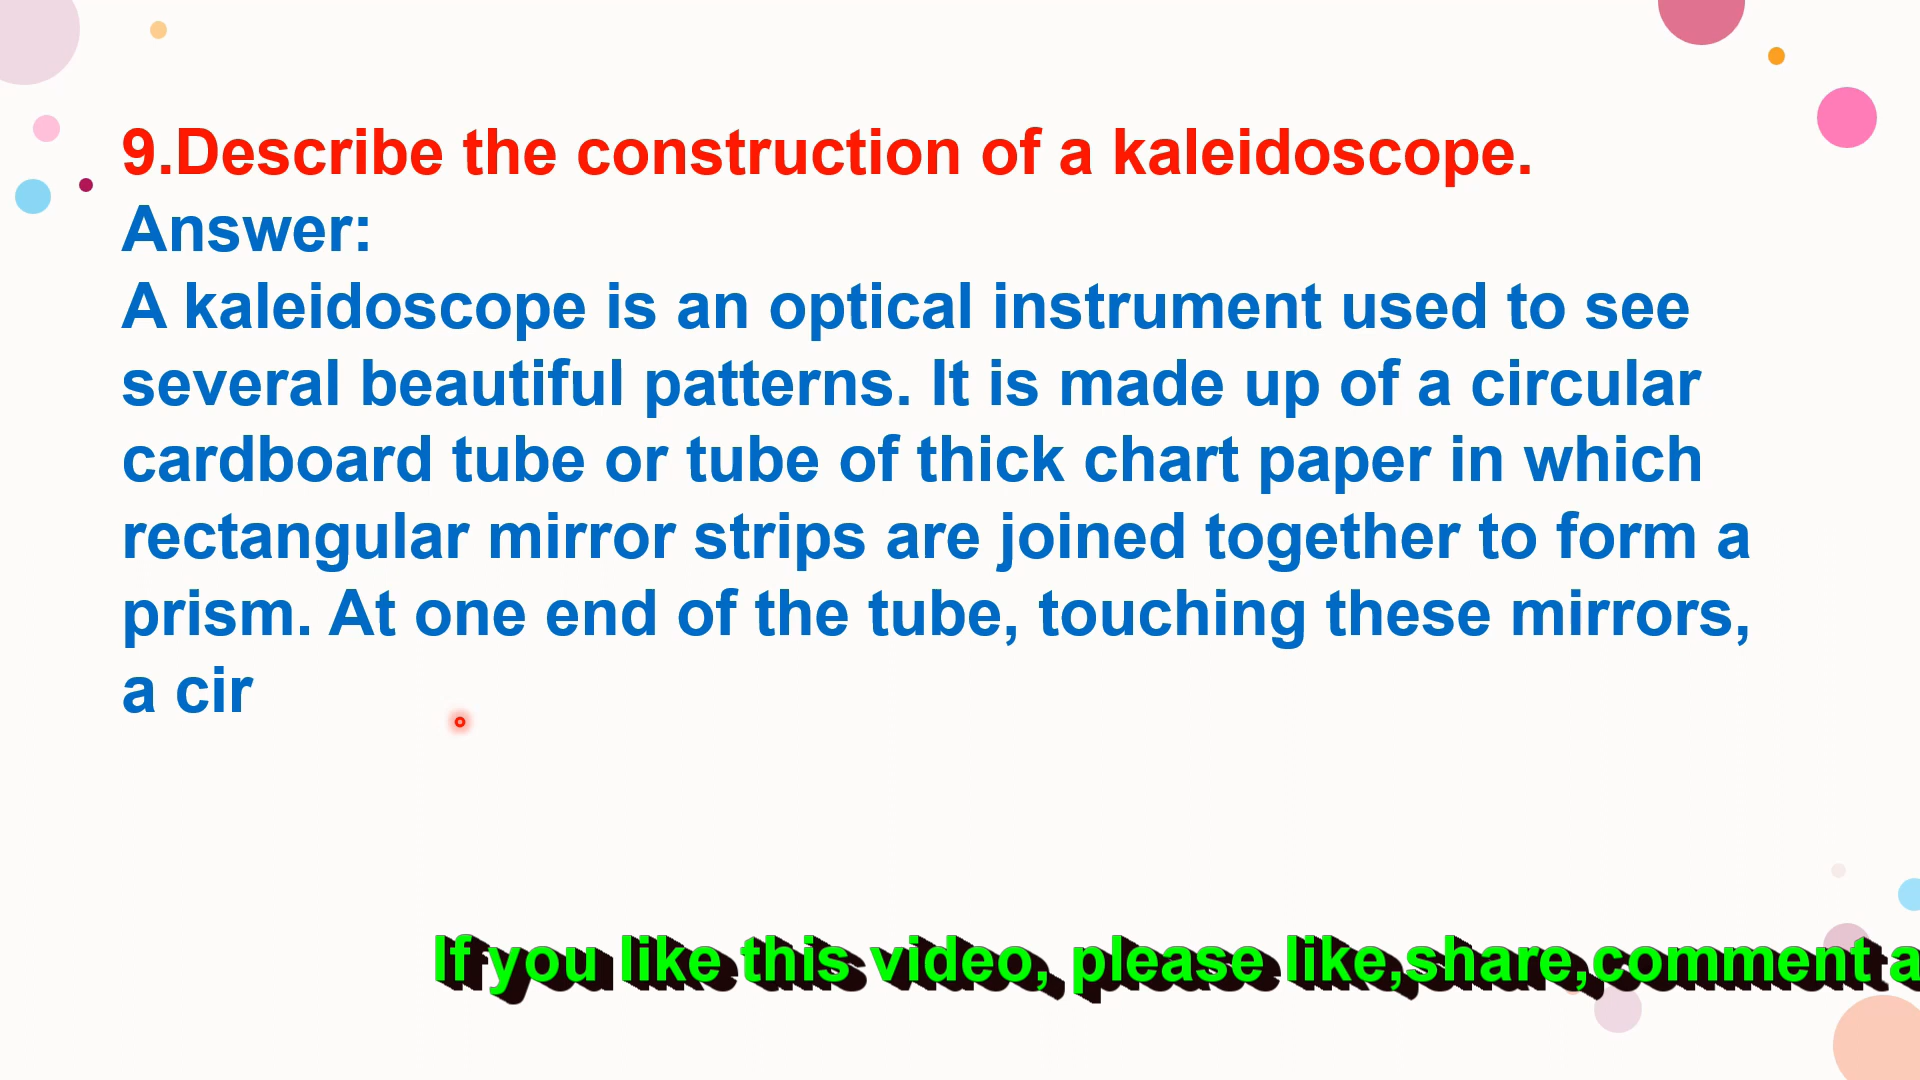 9.Describe the construction of a kaleidoscope.
Answer:
A kaleidoscope is an optical instrument used to see
several beautiful patterns. It is made up of a circular
cardboard tube or tube of thick chart paper in which
rectangular mirror strips are joined together to form a
prism. At one end of the tube, touching these mirrors,
a cir
If you like this video, please like,share,comment a